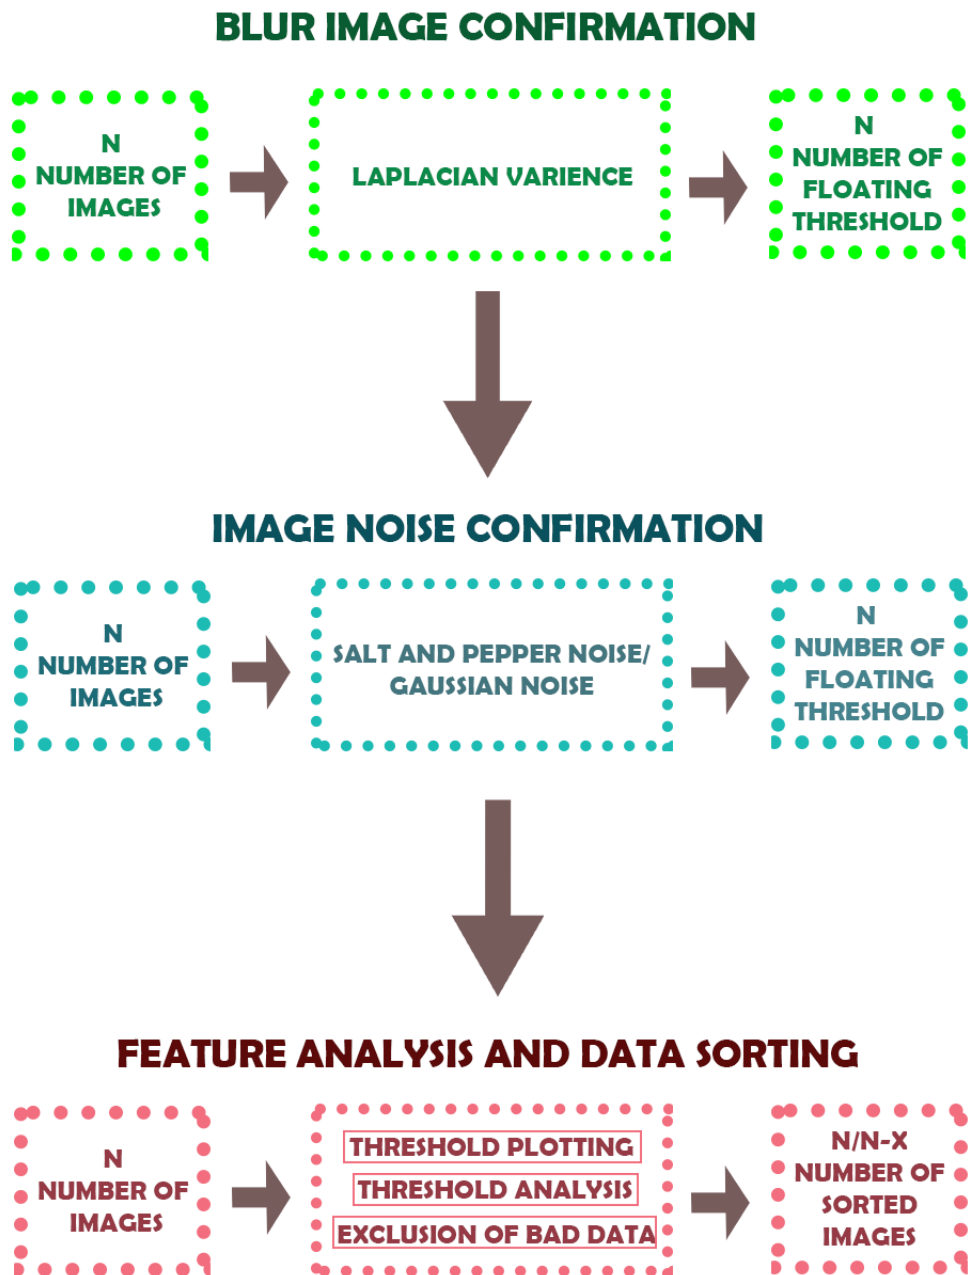 BLUR IMAGE CONFIRMATION
N
NUMBER OF
IMAGES
LAPLACIAN VARIENCE
N
NUMBER OF
FLOATING
THRESHOLD
IMAGE NOISE CONFIRMATION
N
NUMBER OF
IMAGES
SALT AND PEPPER NOISE/
GAUSSIAN NOISE
N
NUMBER OF
FLOATING
THRESHOLD
FEATURE ANALYSIS AND DATA SORTING
N
NUMBER OF
IMAGES
THRESHOLD PLOTTING
THRESHOLD ANALYSIS
EXCLUSION OF BAD DATA
N/N-X
NUMBER OF
SORTED
IMAGES